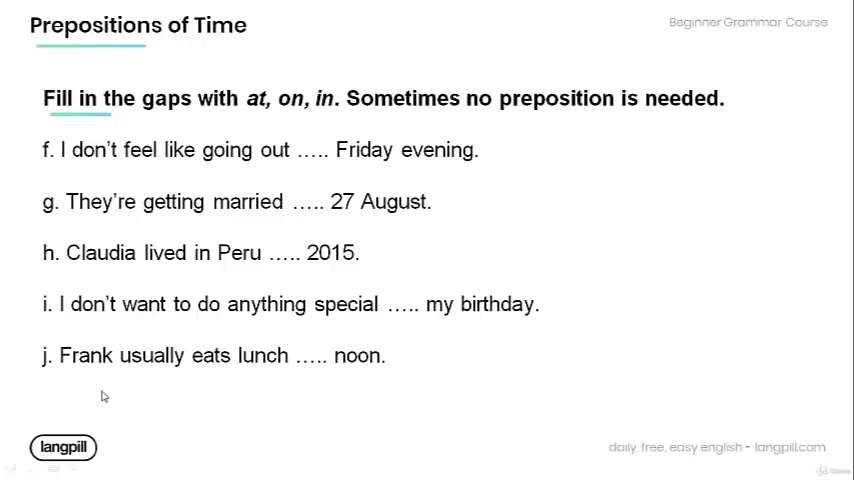 Prepositions of Time
Beginner Grammar Course
Fill in the gaps with at, on, in. Sometimes no preposition is needed.
f. I don't feel like going out ….. Friday evening.
g. They're getting married ….. 27 August.
h. Claudia lived in Peru ….. 2015.
i. I don't want to do anything special ….. my birthday.
j. Frank usually eats lunch ….. noon.
langpill
daily, free, easy english - langpill.com
Udemy